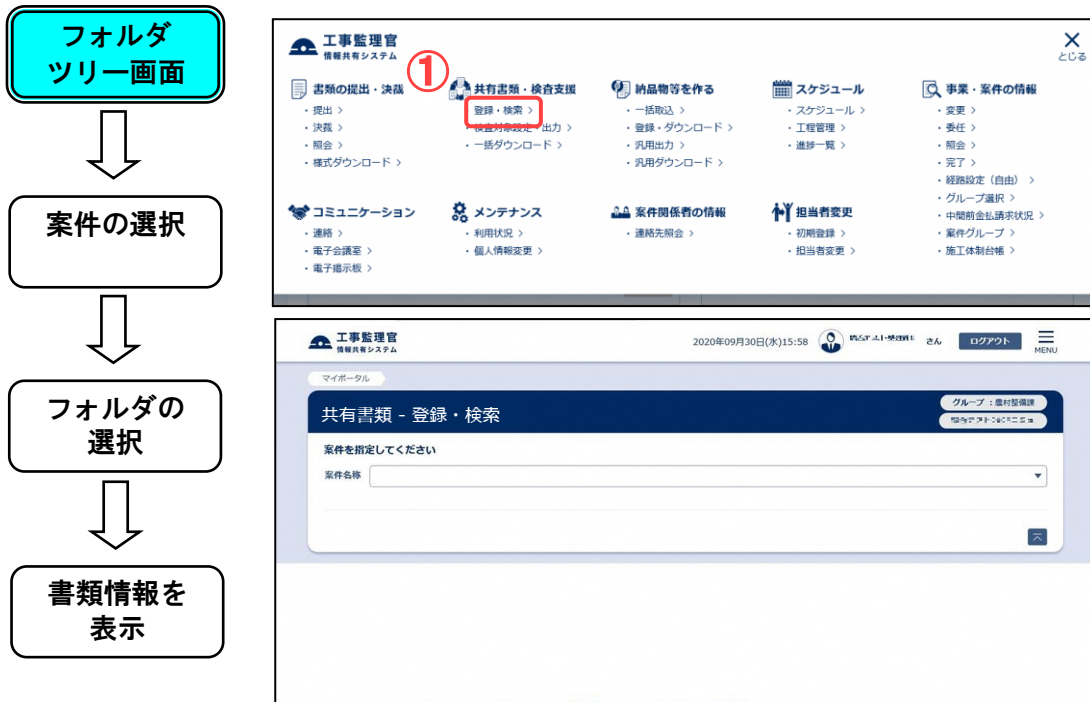 フォルダ
ツリー画面
案件の選択
フォルダの
選択
書類情報を
表示
工事監理官
情報共有システム
①
とじる
書類の提出・決裁
・提出 >
・決裁 >
・照会 >
・様式ダウンロード >
共有書類・検査支援
登録・検索 >
・検査対象設定・出力 >
・一括ダウンロード >
納品物等を作る
・一括取込 >
・登録・ダウンロード >
・汎用出力 >
・汎用ダウンロード >
スケジュール
・スケジュール >
・工程管理 >
・進捗一覧 >
事業・案件の情報
・変更 >
・委任 >
・照会 >
・完了 >
・経路設定（自由） >
・グループ選択 >
・中間前金払請求状況 >
・案件グループ >
・施工体制台帳 >
コミュニケーション
・連絡 >
・電子会議室 >
・電子掲示板 >
メンテナンス
・利用状況 >
・個人情報変更 >
案件関係者の情報
・連絡先照会 >
担当者変更
・初期登録 >
・担当者変更 >
工事監理官
情報共有システム
2020年09月30日(水)15:58
さん
ログアウト
MENU
マイポータル
共有書類 - 登録・検索
グループ：農村整備課
案件を指定してください
案件名称